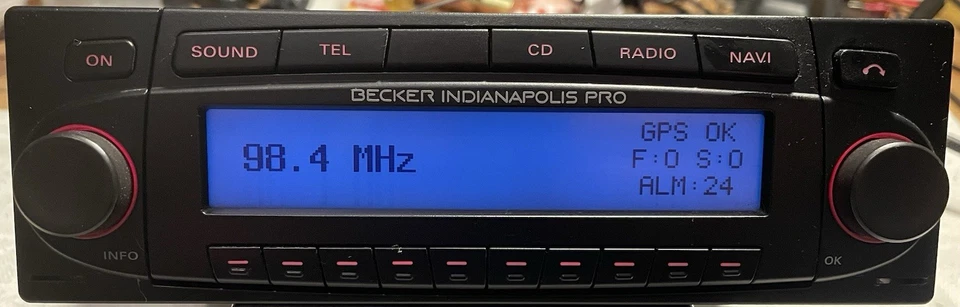 ON
SOUND
TEL
CD
RADIO
NAVI
BECKER INDIANAPOLIS PRO
98.4 MHz
GPS OK
F:0 S:0
ALM:24
INFO
OK